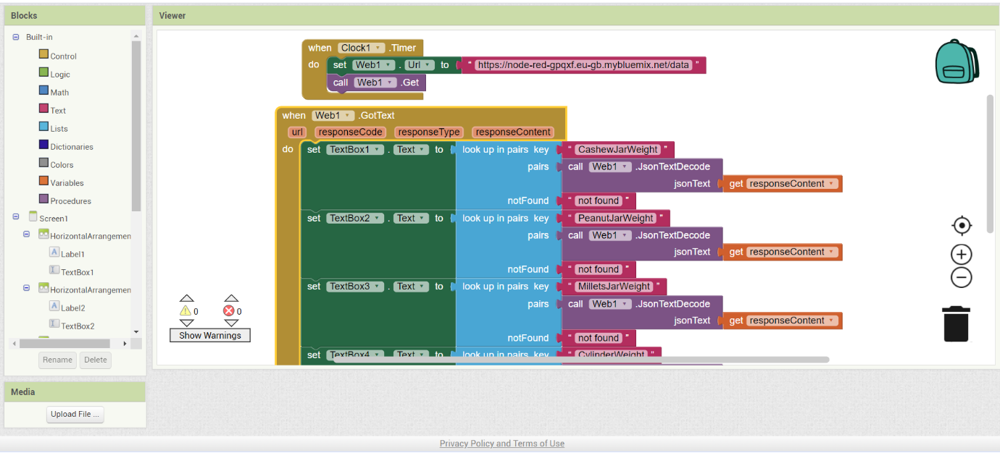 Blocks
Built-in
Control
Logic
Math
Text
Lists
Dictionaries
Colors
Variables
Procedures
Screen1
HorizontalArrangemen
Label1
TextBox1
HorizontalArrangemen
Label2
TextBox2
Rename Delete
Media
Upload File ...
Viewer
when Clock1 .Timer
do set Web1 . Url to " https://node-red-gpqxf.eu-gb.mybluemix.net/data "
call Web1 .Get
when Web1 .GotText
url responseCode responseType responseContent
do set TextBox1 . Text to look up in pairs key " CashewJarWeight "
pairs call Web1 .JsonTextDecode
jsonText get responseContent
notFound " not found "
set TextBox2 . Text to look up in pairs key " PeanutJarWeight "
pairs call Web1 .JsonTextDecode
jsonText get responseContent
notFound " not found "
set TextBox3 . Text to look up in pairs key " MilletsJarWeight "
pairs call Web1 .JsonTextDecode
jsonText get responseContent
notFound " not found "
set TextBox4 . Text to look up in pairs key " CylinderWeight "
0 0
Show Warnings
Privacy Policy and Terms of Use